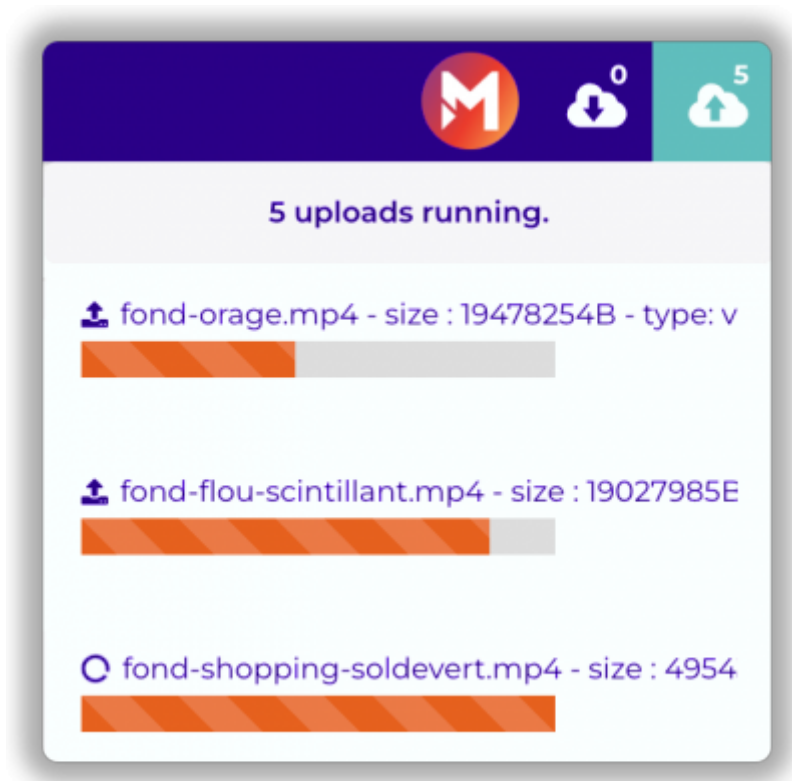 0 5
5 uploads running.
fond-orage.mp4 - size : 19478254B - type: v
fond-flou-scintillant.mp4 - size : 19027985B
fond-shopping-soldevert.mp4 - size : 4954